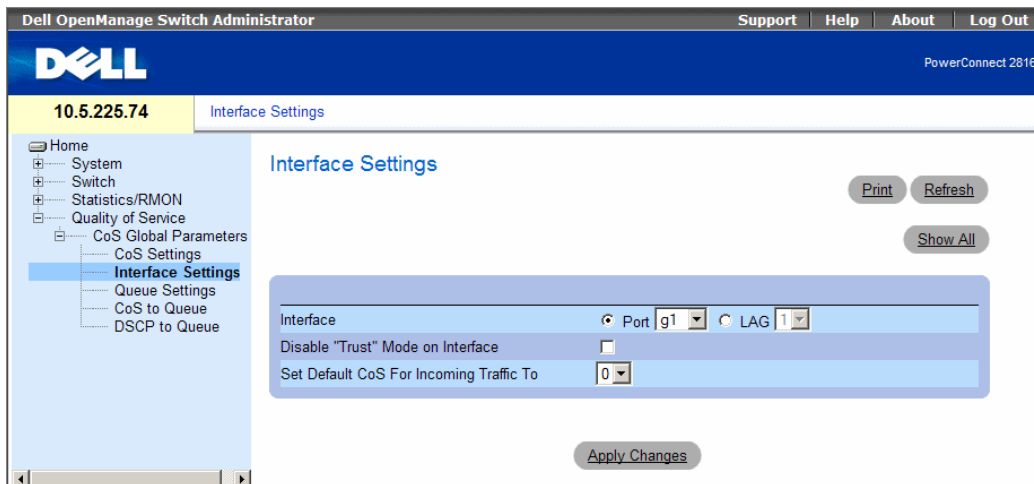 Dell OpenManage Switch Administrator Support Help About Log Out
DELL
PowerConnect 2816
10.5.225.74
Interface Settings
Home
System
Switch
Statistics/RMON
Quality of Service
CoS Global Parameters
CoS Settings
Interface Settings
Queue Settings
CoS to Queue
DSCP to Queue
Interface Settings
Print Refresh
Show All
Interface Port g1 LAG 1
Disable "Trust" Mode on Interface
Set Default CoS For Incoming Traffic To 0
Apply Changes